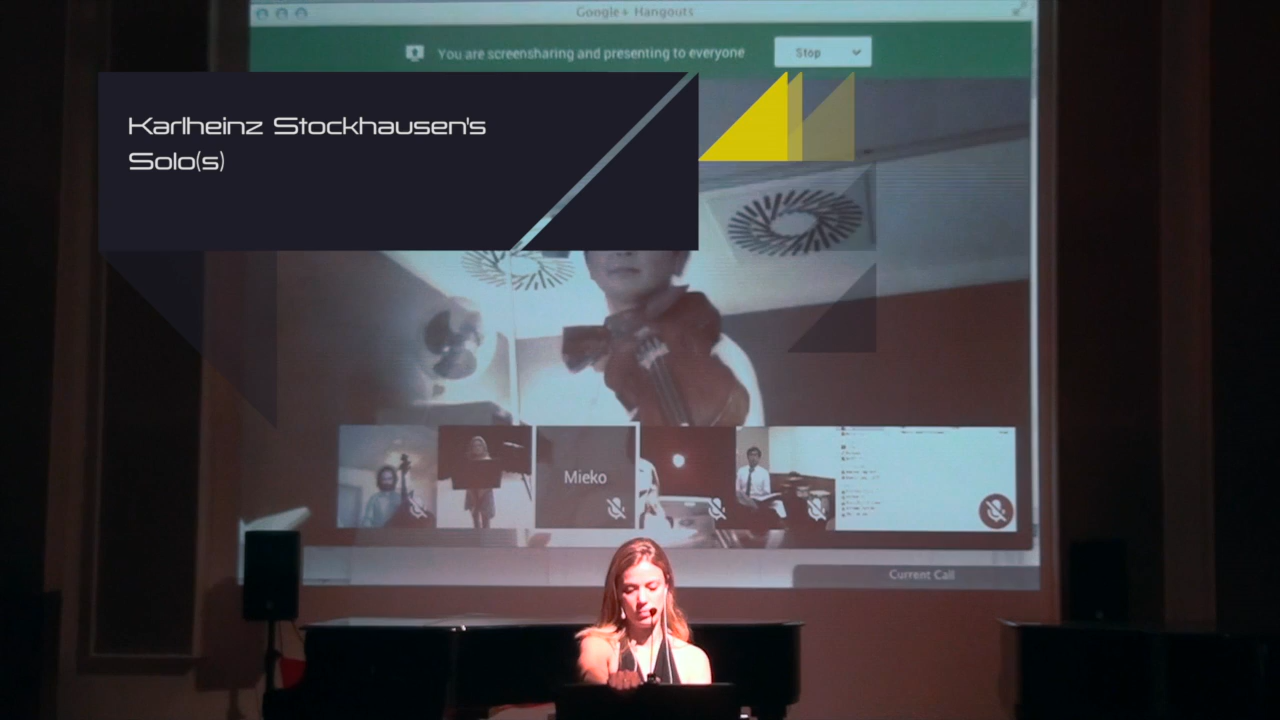 Google+ Hangouts
You are screensharing and presenting to everyone
Stop
Karlheinz Stockhausen's
Solo(s)
Mieko
Current Call